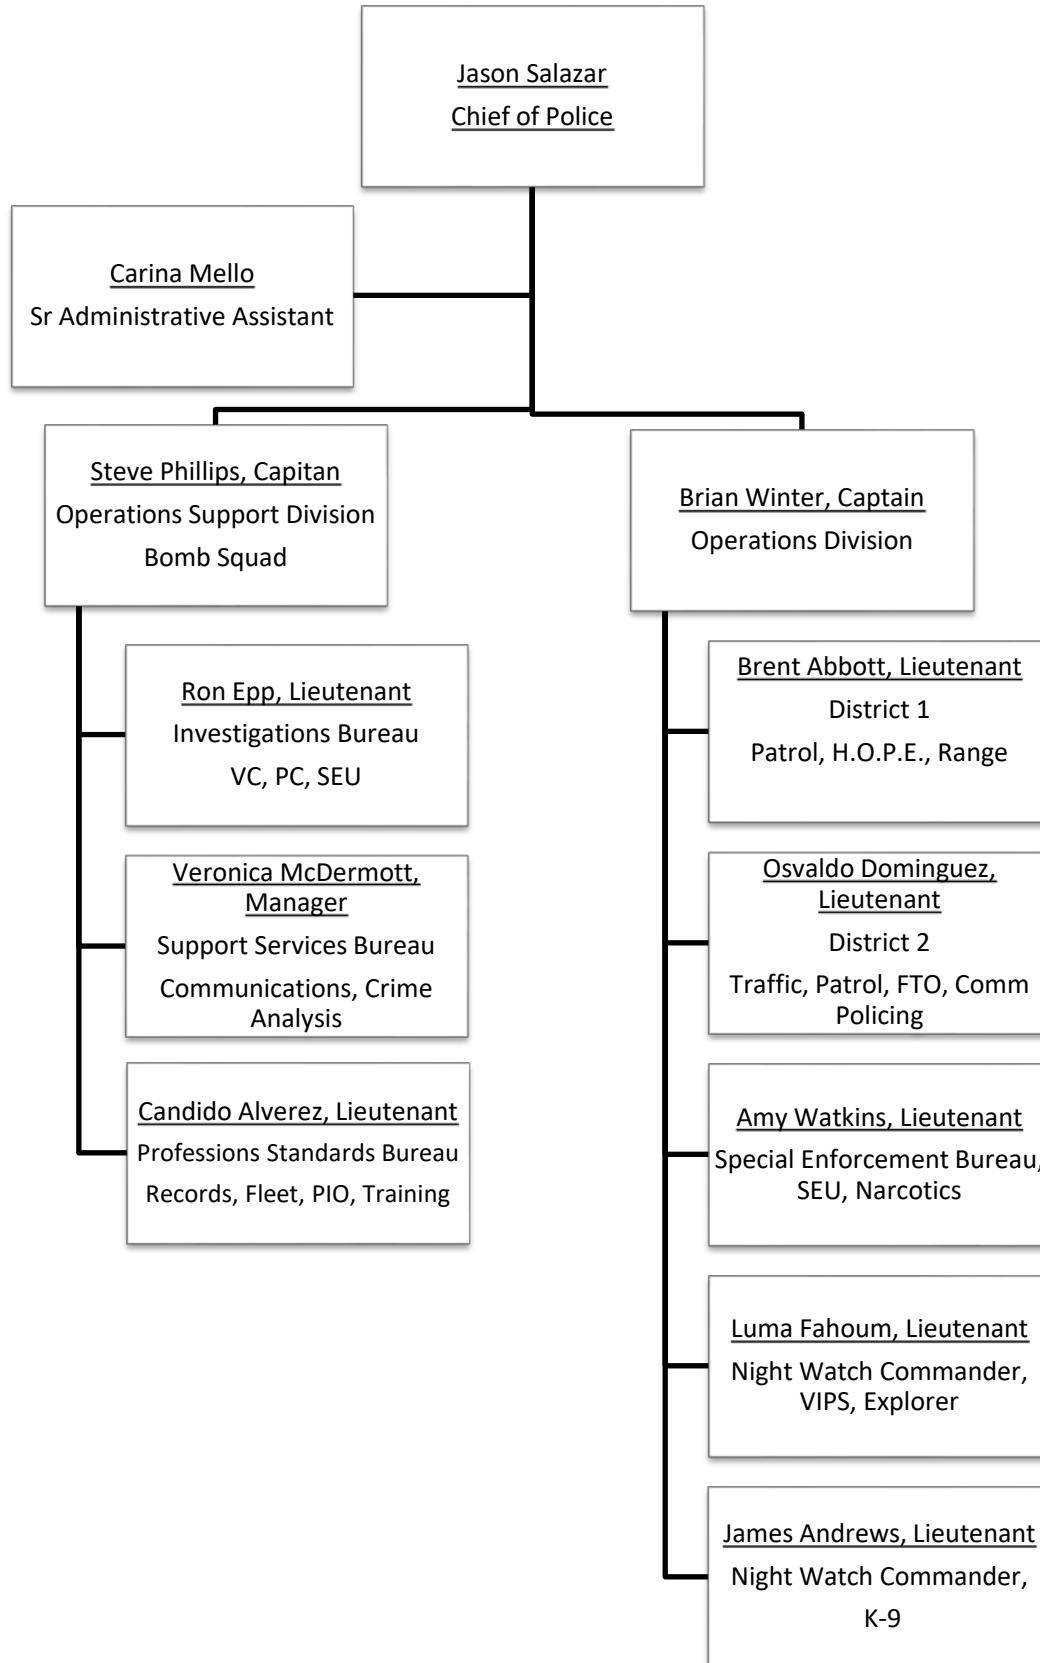 Jason Salazar
Chief of Police
Carina Mello
Sr Administrative Assistant
Steve Phillips, Capitan
Operations Support Division
Bomb Squad
Ron Epp, Lieutenant
Investigations Bureau
VC, PC, SEU
Veronica McDermott,
Manager
Support Services Bureau
Communications, Crime
Analysis
Candido Alverez, Lieutenant
Professions Standards Bureau
Records, Fleet, PIO, Training
Brian Winter, Captain
Operations Division
Brent Abbott, Lieutenant
District 1
Patrol, H.O.P.E., Range
Osvaldo Dominguez,
Lieutenant
District 2
Traffic, Patrol, FTO, Comm
Policing
Amy Watkins, Lieutenant
Special Enforcement Bureau,
SEU, Narcotics
Luma Fahoum, Lieutenant
Night Watch Commander,
VIPS, Explorer
James Andrews, Lieutenant
Night Watch Commander,
K-9